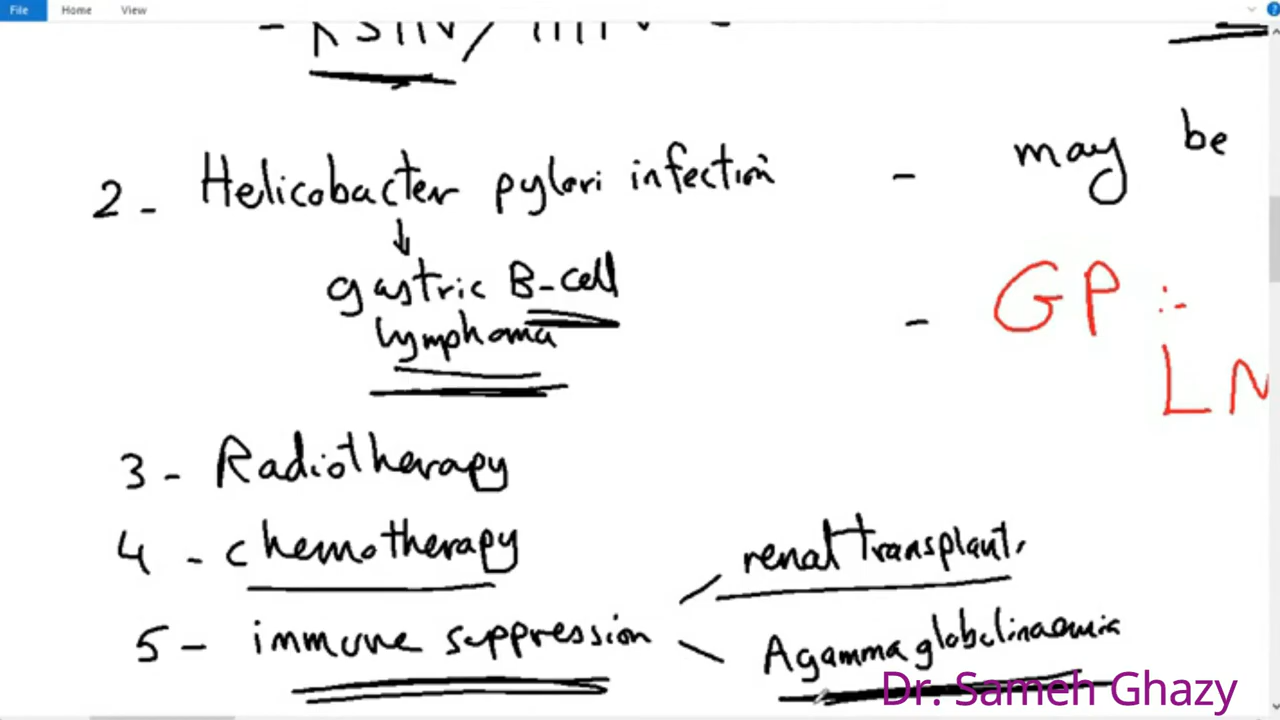 File Home View
2 - Helicobacter pylori infection
gastric B-cell
lymphoma
3 - Radiotherapy
4 - chemotherapy
5 - immune suppression
renal transplant.
Agammaglobulinaemia
- may be
- GP :-
LN
Dr. Sameh Ghazy